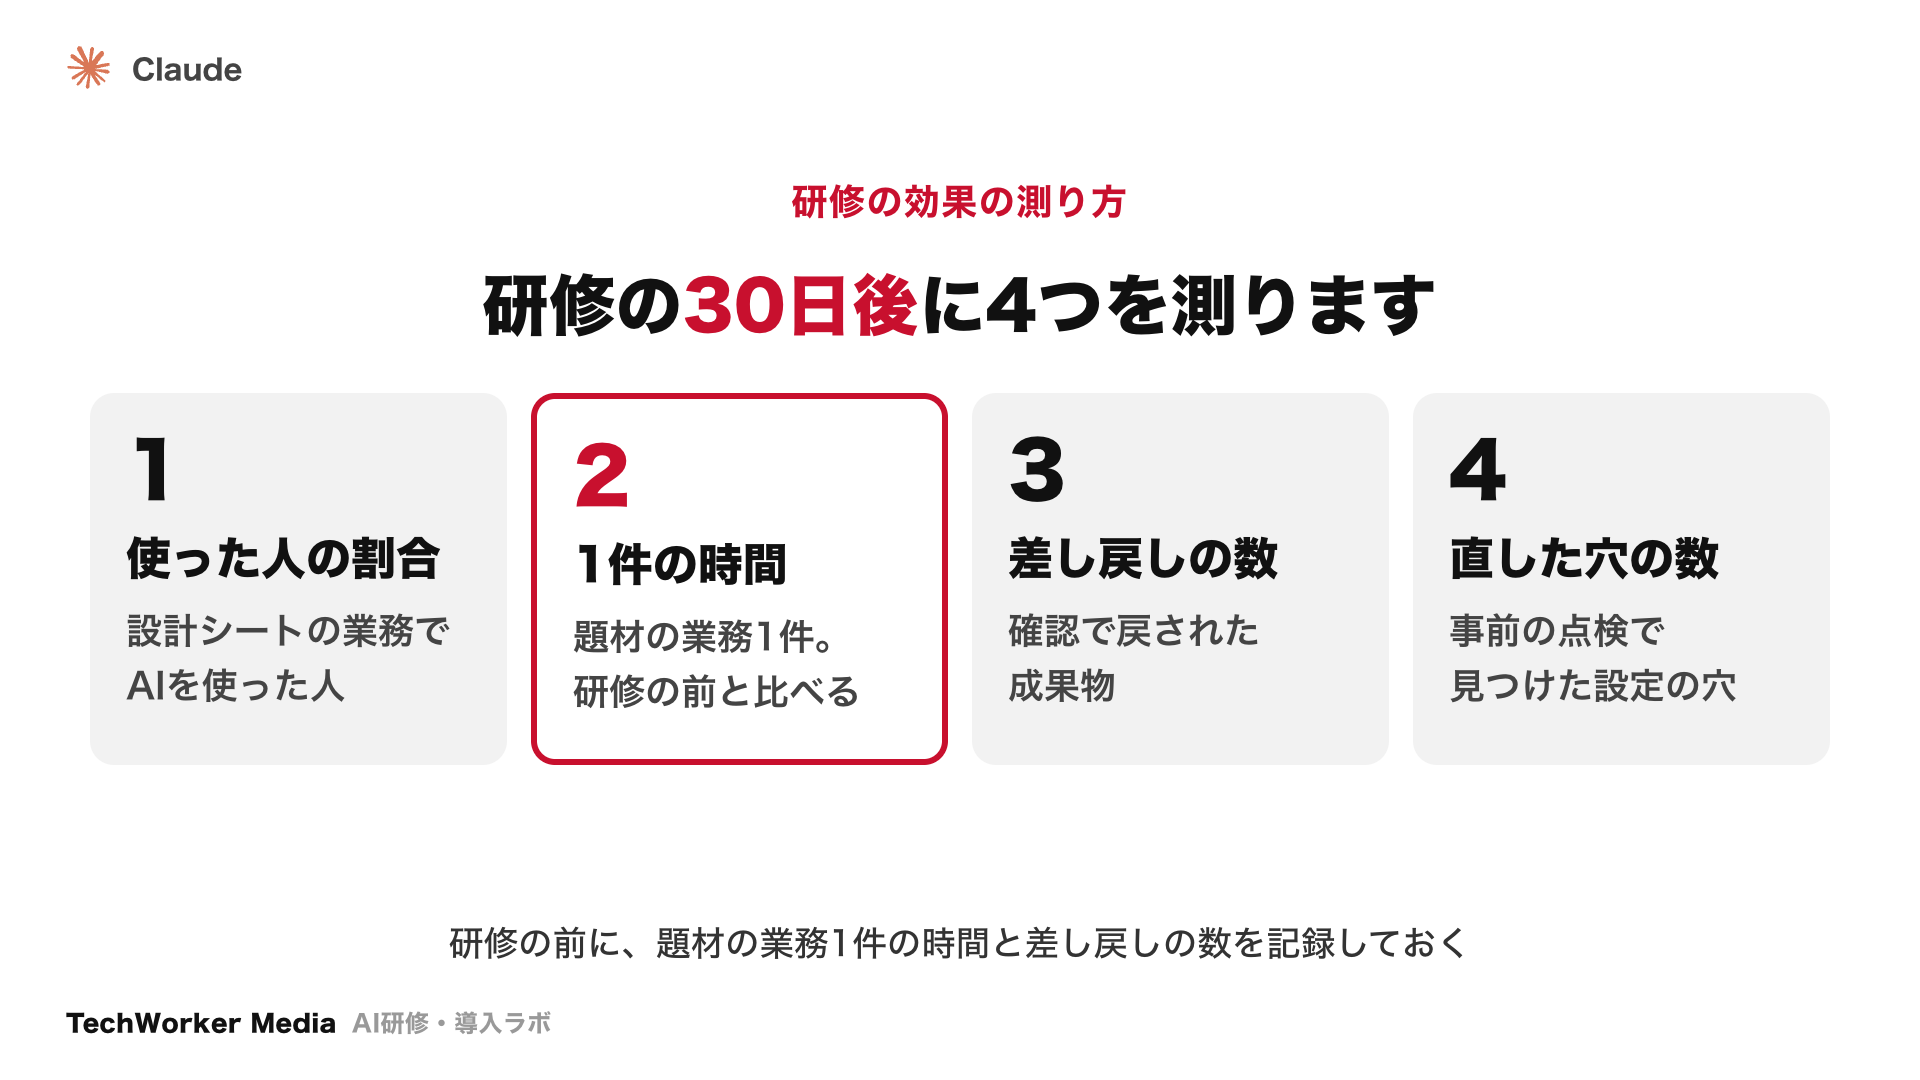 Claude
研修の効果の測り方
研修の30日後に4つを測ります
1
使った人の割合
設計シートの業務で
AIを使った人
2
1件の時間
題材の業務1件。
研修の前と比べる
3
差し戻しの数
確認で戻された
成果物
4
直した穴の数
事前の点検で
見つけた設定の穴
研修の前に、題材の業務1件の時間と差し戻しの数を記録しておく
TechWorker Media AI研修・導入ラボ